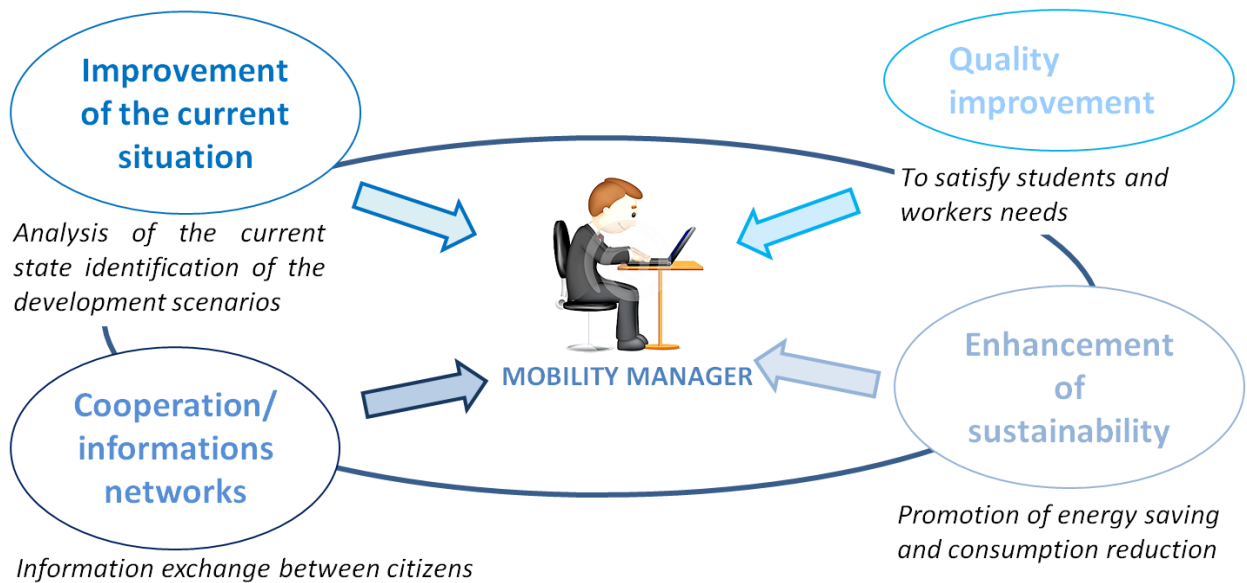 Improvement
of the current
situation
Analysis of the current
state identification of the
development scenarios
Quality
improvement
To satisfy students and
workers needs
MOBILITY MANAGER
Cooperation/
informations
networks
Information exchange between citizens
Enhancement
of
sustainability
Promotion of energy saving
and consumption reduction